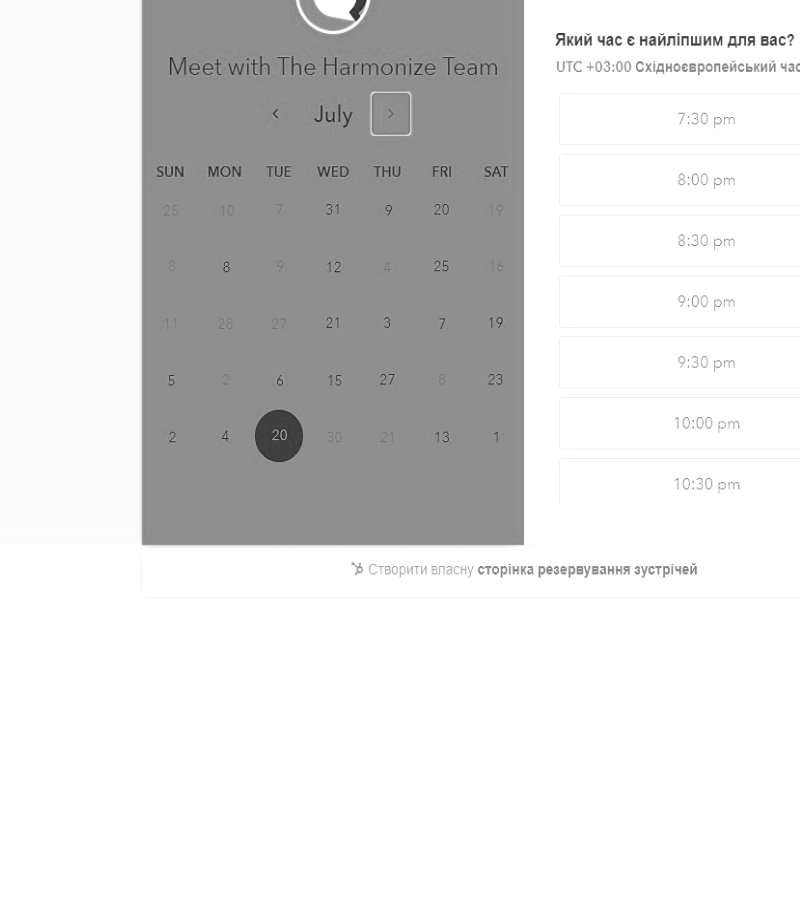 Meet with The Harmonize Team
July
SUN MON TUE WED THU FRI SAT
25 10 7 31 9 20 19
8 8 9 12 4 25 16
11 28 27 21 3 7 19
5 2 6 15 27 8 23
2 4 20 30 21 13 1
Який час є найліпшим для вас?
UTC +03:00 Східноєвропейський час
7:30 pm
8:00 pm
8:30 pm
9:00 pm
9:30 pm
10:00 pm
10:30 pm
Створити власну сторінка резервування зустрічей